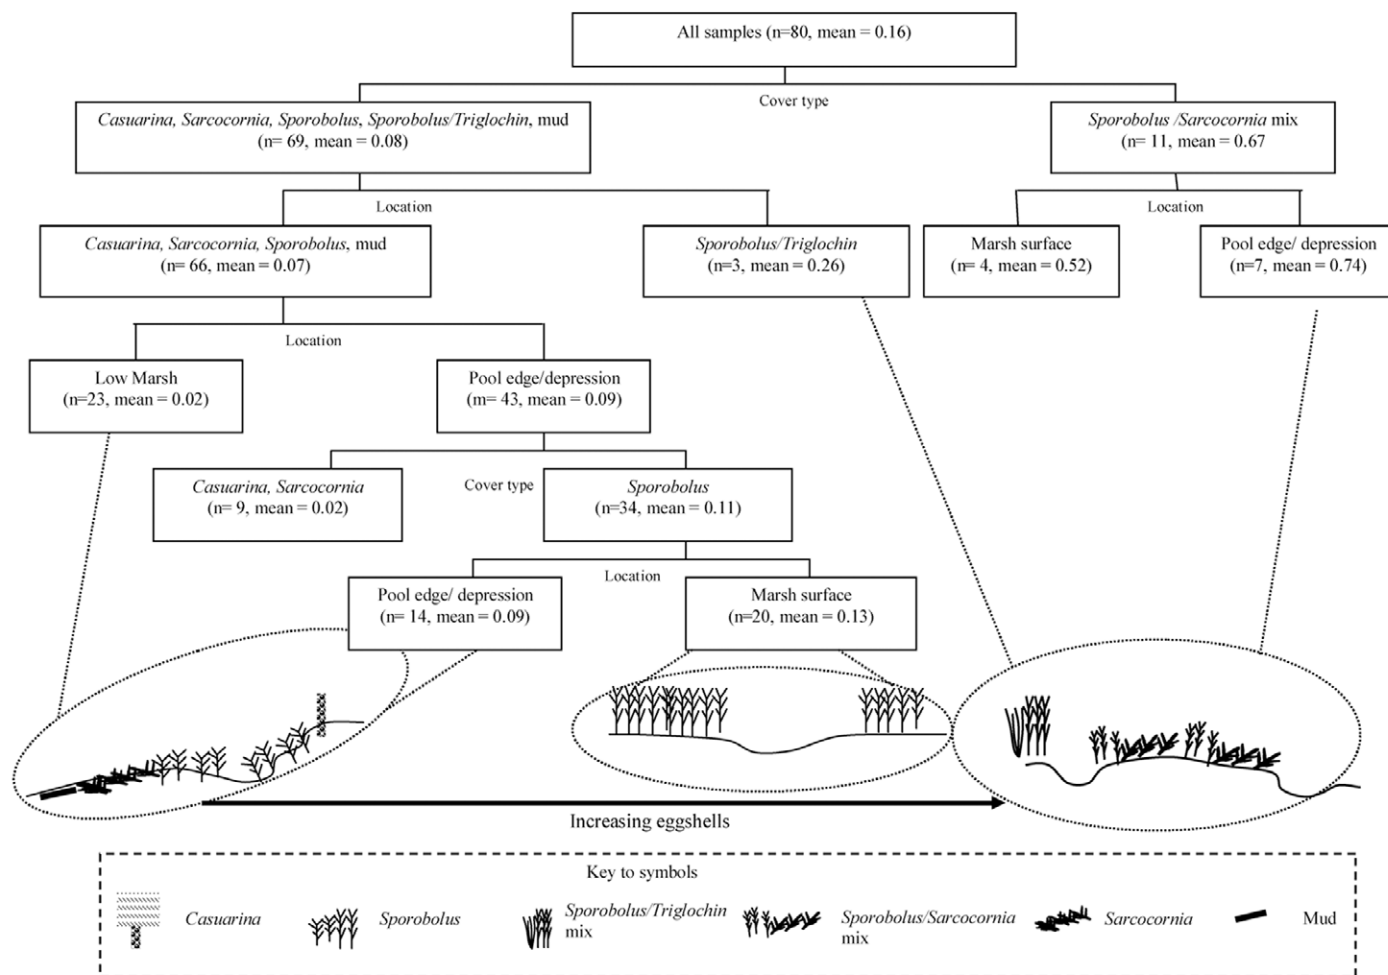 All samples (n=80, mean = 0.16)
Cover type
Casuarina, Sarcocornia, Sporobolus, Sporobolus/Triglochin, mud
(n= 69, mean = 0.08)
Sporobolus /Sarcocornia mix
(n= 11, mean = 0.67
Location
Location
Casuarina, Sarcocornia, Sporobolus, mud
(n= 66, mean = 0.07)
Sporobolus/Triglochin
(n=3, mean = 0.26)
Marsh surface
(n= 4, mean = 0.52)
Pool edge/ depression
(n=7, mean = 0.74)
Location
Low Marsh
(n=23, mean = 0.02)
Pool edge/depression
(m= 43, mean = 0.09)
Casuarina, Sarcocornia
(n= 9, mean = 0.02)
Cover type
Sporobolus
(n=34, mean = 0.11)
Location
Pool edge/ depression
(n= 14, mean = 0.09)
Marsh surface
(n=20, mean = 0.13)
Increasing eggshells
Key to symbols
Casuarina
Sporobolus
Sporobolus/Triglochin
mix
Sporobolus/Sarcocornia
mix
Sarcocornia
Mud